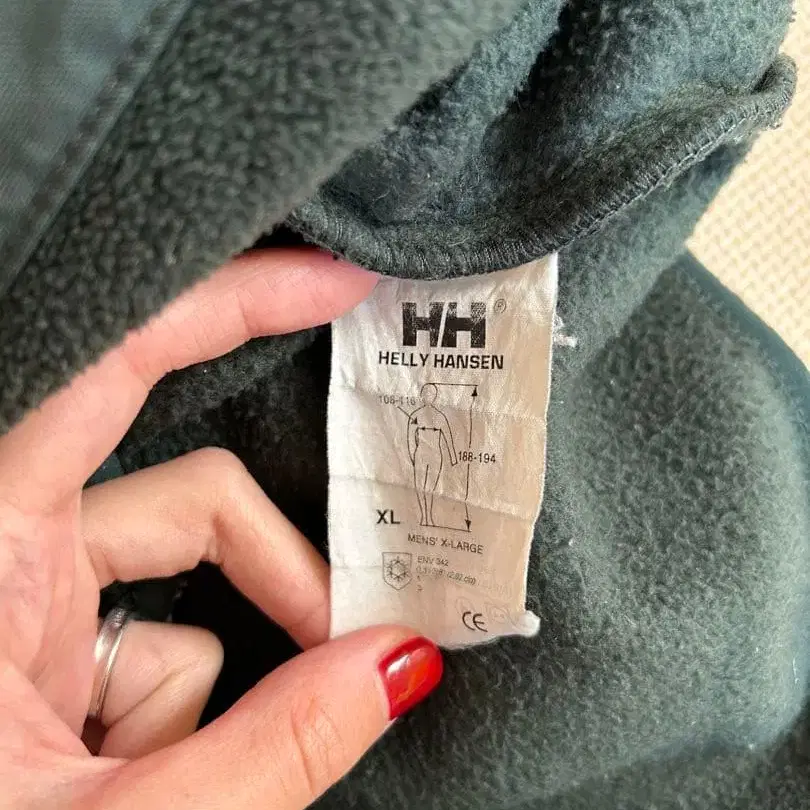 HH®
HELLY HANSEN
108-116
188-194
XL
MENS' X-LARGE
ENV 342
CE